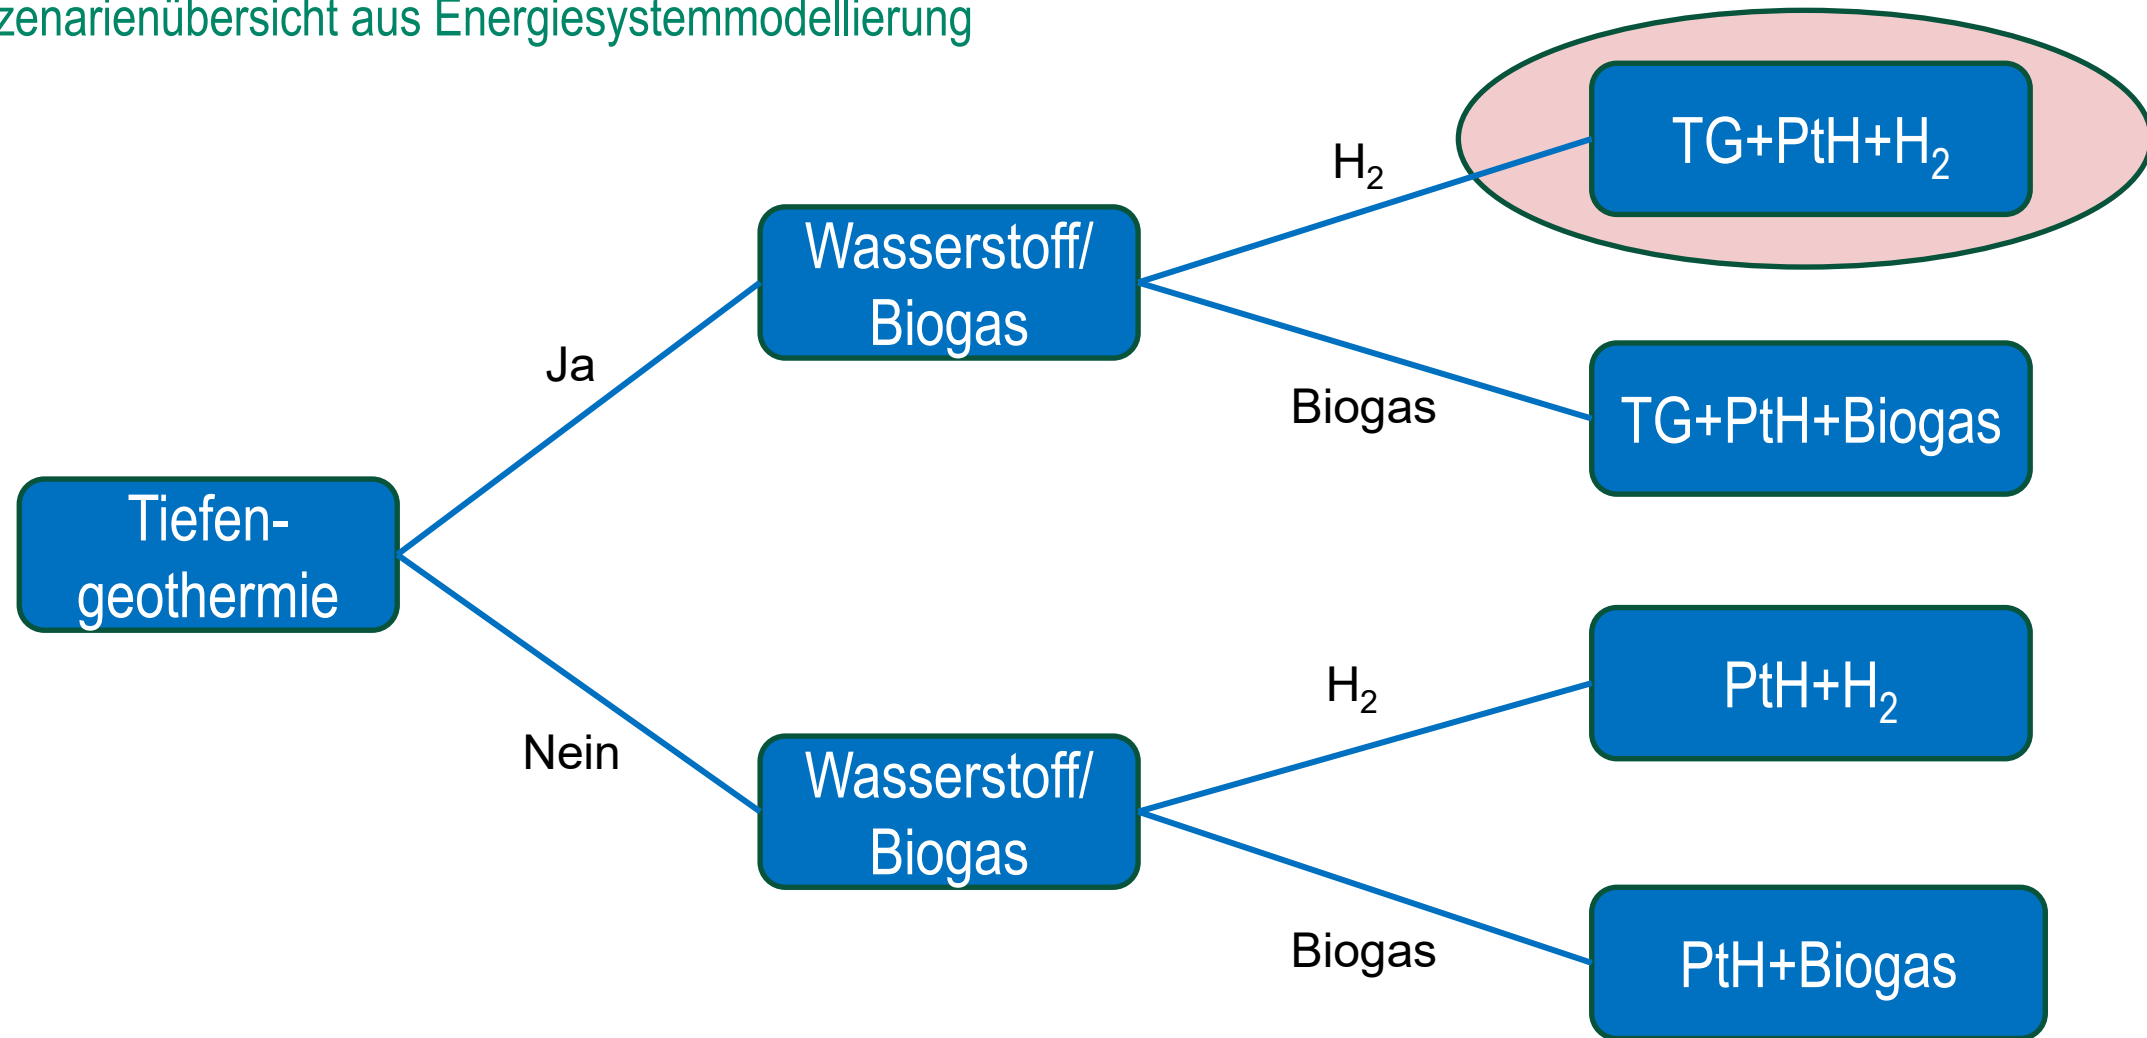 zenarienübersicht aus Energiesystemmodellierung
TG+PtH+H₂
H₂
Wasserstoff/
Biogas
Ja
Biogas
TG+PtH+Biogas
Tiefen-
geothermie
H₂
PtH+H₂
Nein
Wasserstoff/
Biogas
Biogas
PtH+Biogas